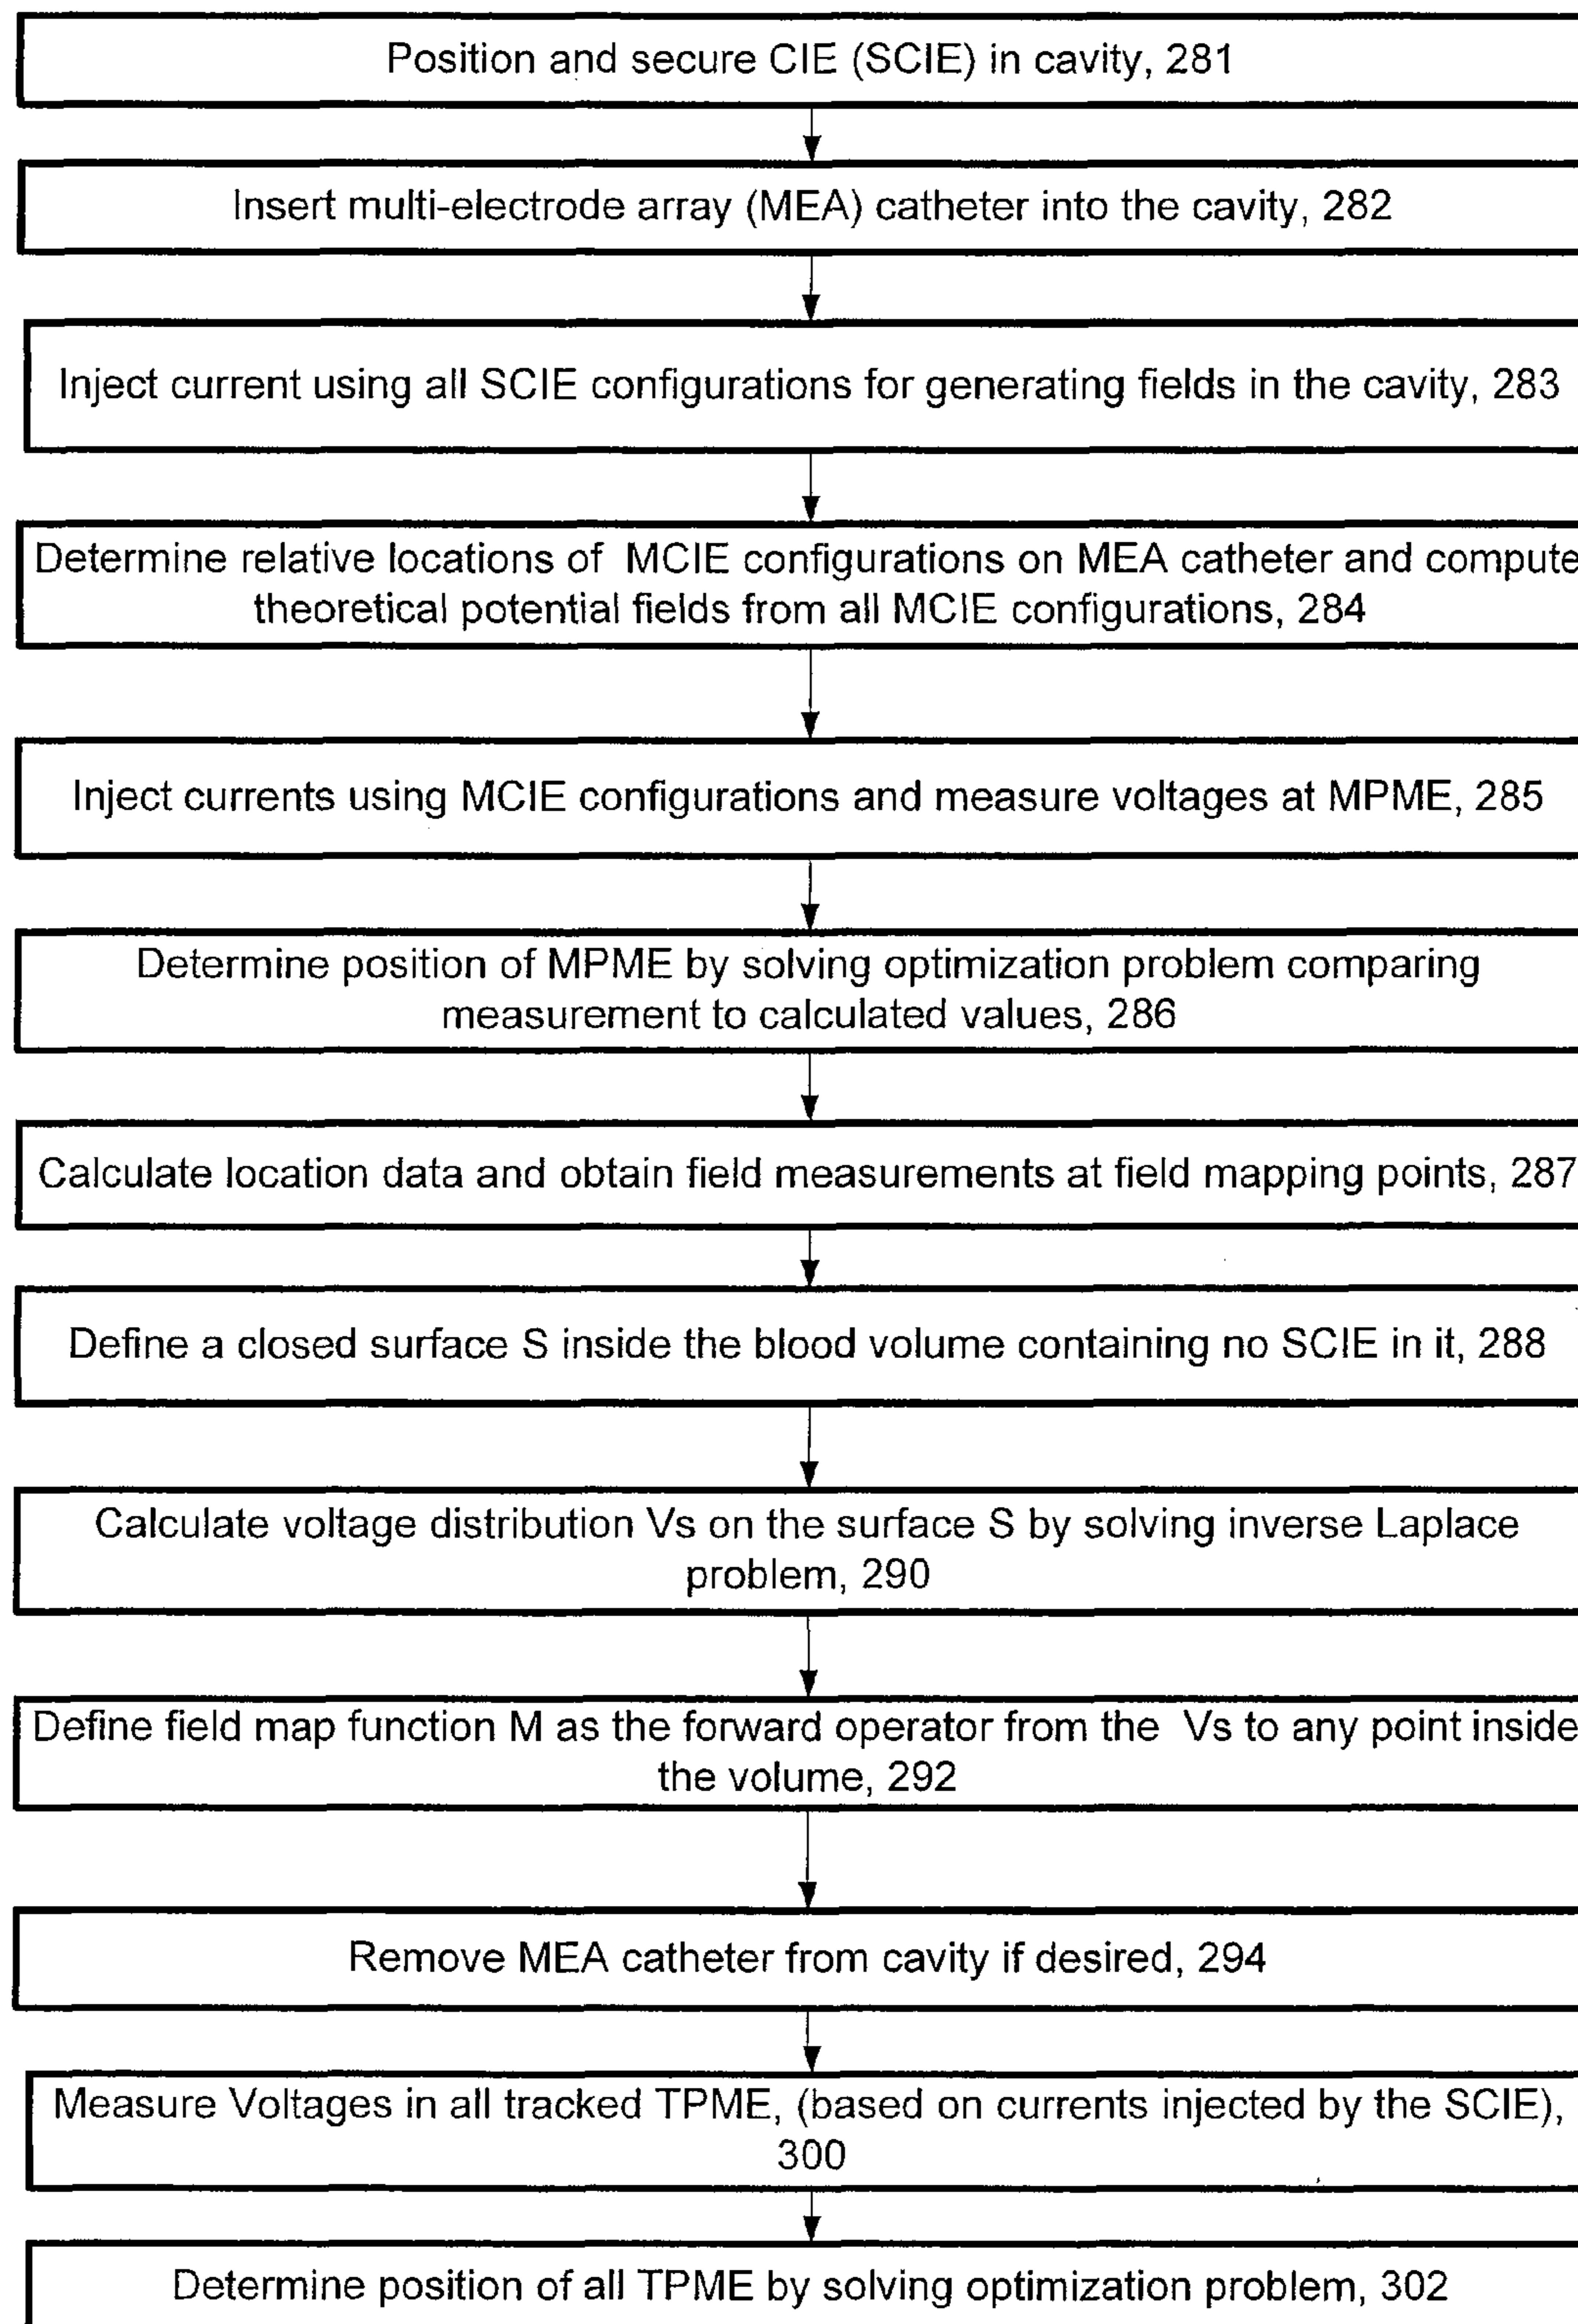 Position and secure CIE (SCIE) in cavity, 281
Insert multi-electrode array (MEA) catheter into the cavity, 282
Inject current using all SCIE configurations for generating fields in the cavity, 283
Determine relative locations of MCIE configurations on MEA catheter and compute
theoretical potential fields from all MCIE configurations, 284
Inject currents using MCIE configurations and measure voltages at MPME, 285
Determine position of MPME by solving optimization problem comparing
measurement to calculated values, 286
Calculate location data and obtain field measurements at field mapping points, 287
Define a closed surface S inside the blood volume containing no SCIE in it, 288
Calculate voltage distribution Vs on the surface S by solving inverse Laplace
problem, 290
Define field map function M as the forward operator from the Vs to any point inside
the volume, 292
Remove MEA catheter from cavity if desired, 294
Measure Voltages in all tracked TPME, (based on currents injected by the SCIE),
300
Determine position of all TPME by solving optimization problem, 302